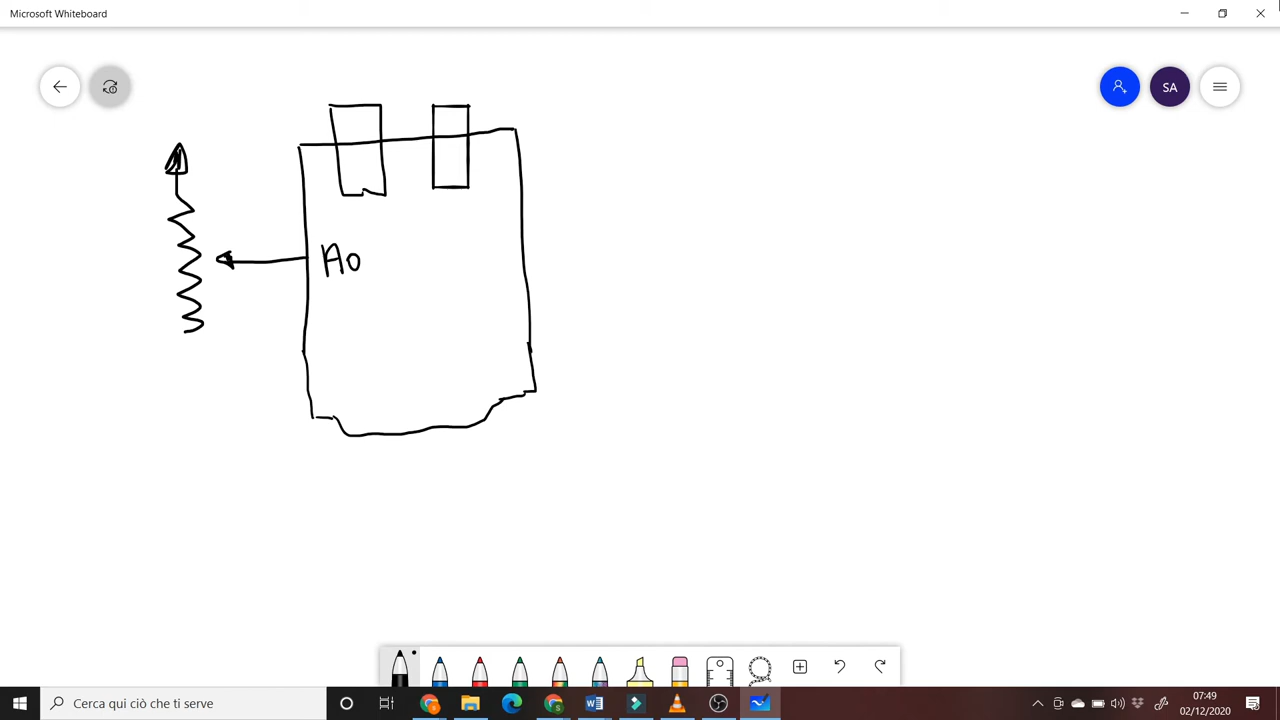 Microsoft Whiteboard
SA
A0
Cerca qui ciò che ti serve
07:49
02/12/2020